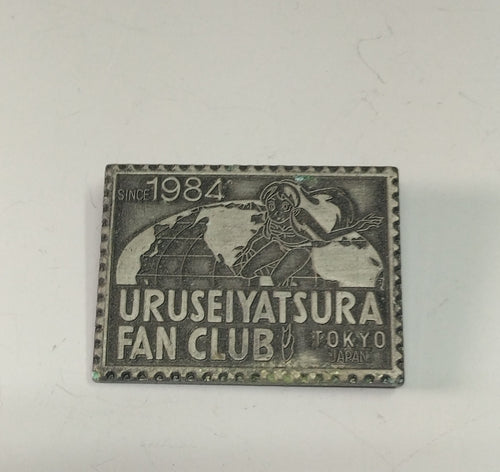 SINCE 1984
URUSEIYATSURA
FAN CLUB TOKYO
JAPAN